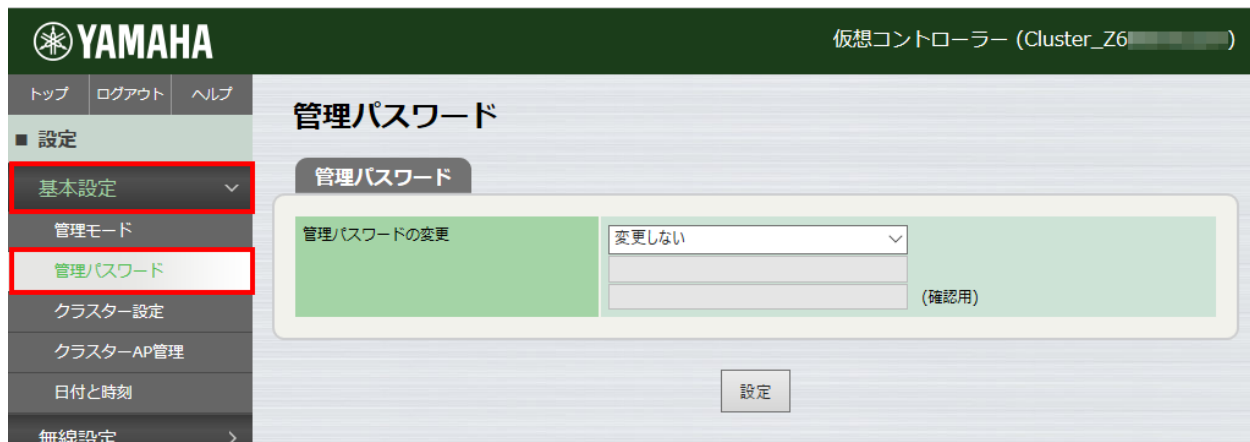 YAMAHA
仮想コントローラー (Cluster_Z6 )
トップ ログアウト ヘルプ
■ 設定
基本設定
管理モード
管理パスワード
クラスター設定
クラスターAP管理
日付と時刻
無線設定
管理パスワード
管理パスワード
管理パスワードの変更
変更しない
(確認用)
設定